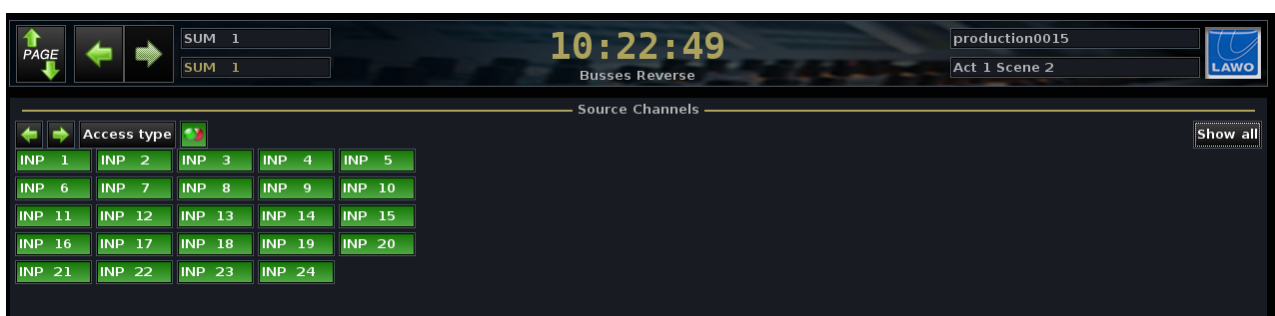 PAGE
SUM 1
SUM 1
10:22:49
Busses Reverse
production0015
Act 1 Scene 2
LAWO
Source Channels
Access type
Show all
INP 1 INP 2 INP 3 INP 4 INP 5
INP 6 INP 7 INP 8 INP 9 INP 10
INP 11 INP 12 INP 13 INP 14 INP 15
INP 16 INP 17 INP 18 INP 19 INP 20
INP 21 INP 22 INP 23 INP 24